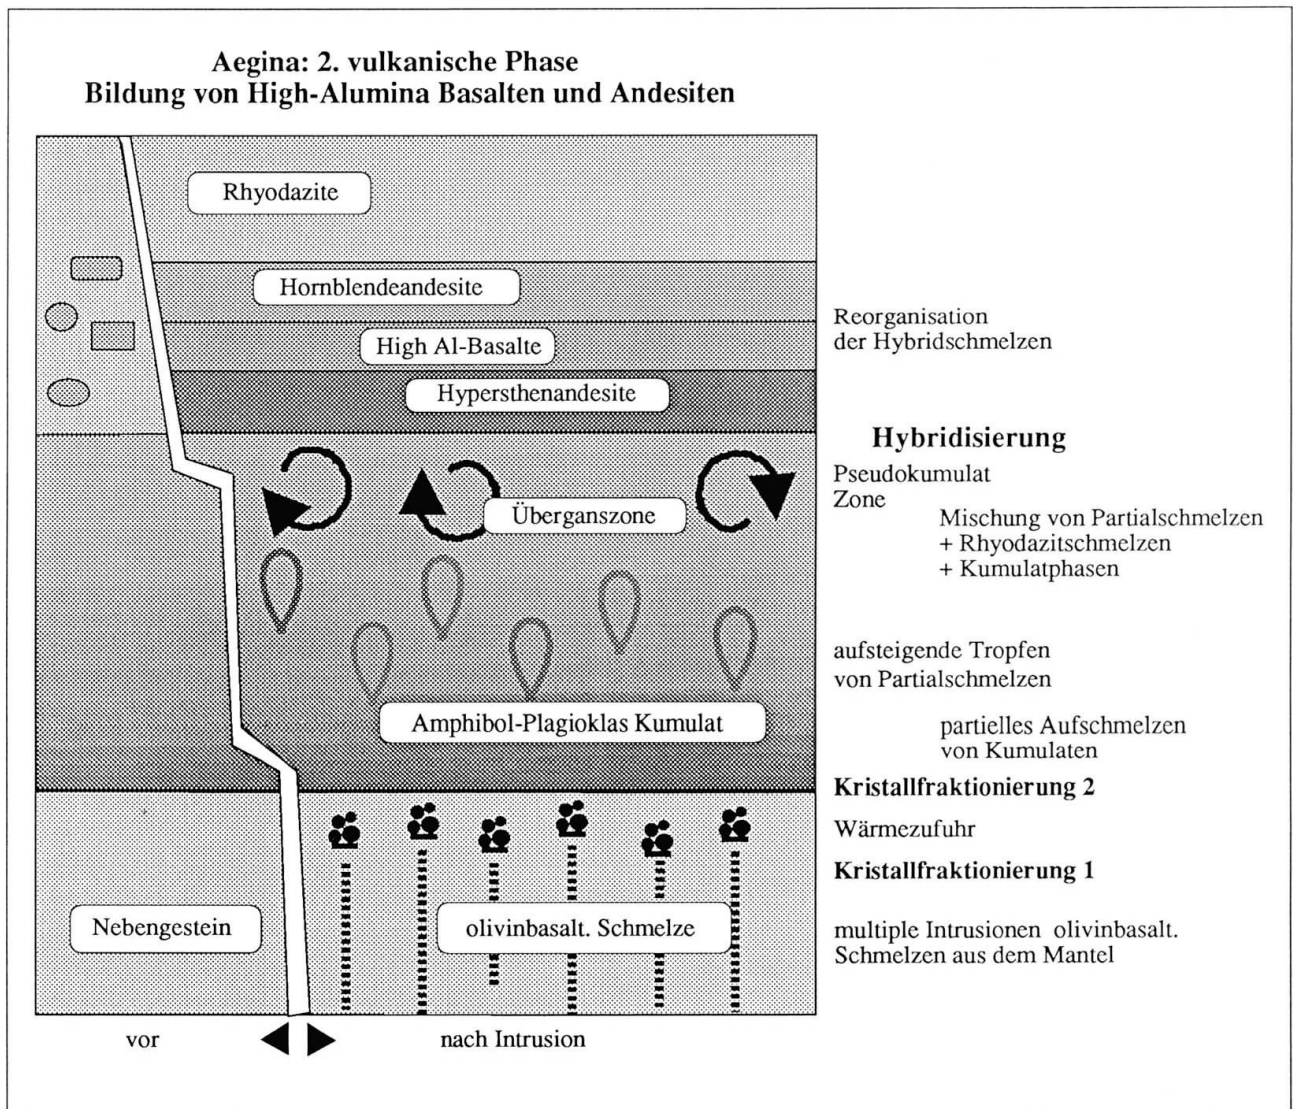 Aegina: 2. vulkanische Phase
Bildung von High-Alumina Basalten und Andesiten
Rhyodazite
Hornblendeandesite
High Al-Basalte
Hypersthenandesite
Überganszone
Amphibol-Plagioklas Kumulat
Nebengestein
olivinbasalt. Schmelze
Reorganisation
der Hybridschmelzen
Hybridisierung
Pseudokumulat
Zone
Mischung von Partialschmelzen
+ Rhyodazitschmelzen
+ Kumulatphasen
aufsteigende Tropfen
von Partialschmelzen
partielles Aufschmelzen
von Kumulaten
Kristallfraktionierung 2
Wärmezufuhr
Kristallfraktionierung 1
multiple Intrusionen olivinbasalt.
Schmelzen aus dem Mantel
vor
nach Intrusion